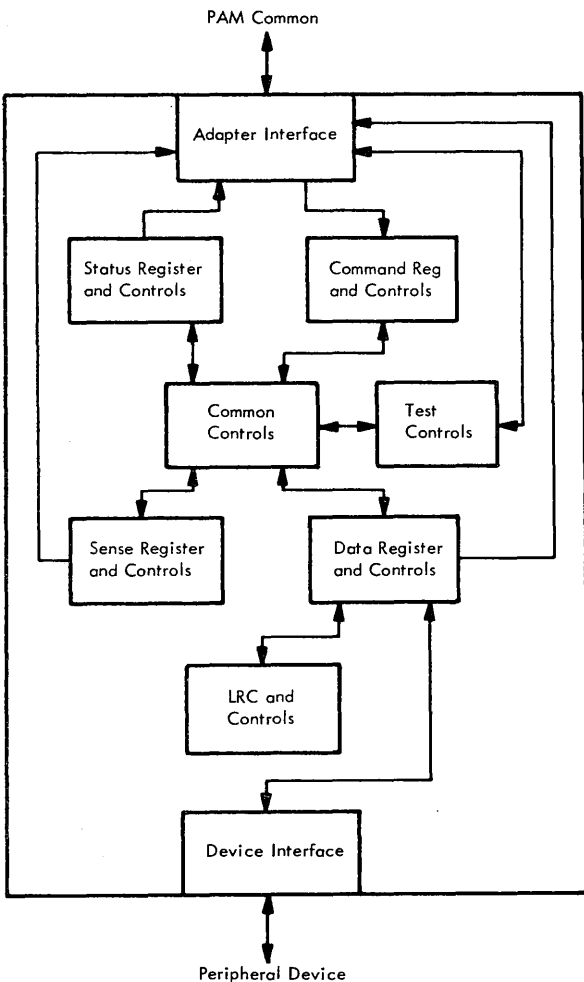 PAM Common
Adapter Interface
Status Register
and Controls
Command Reg
and Controls
Common
Controls
Test
Controls
Sense Register
and Controls
Data Register
and Controls
LRC and
Controls
Device Interface
Peripheral Device